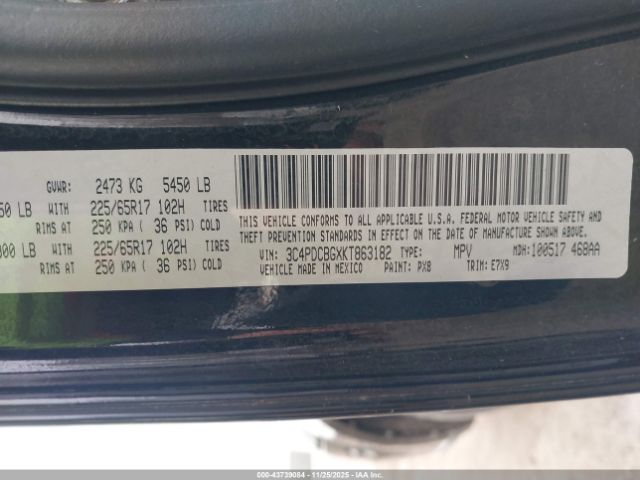 GVWR: 2473 KG 5450 LB
50 LB WITH 225/65R17 102H TIRES
RIMS AT 250 KPA ( 36 PSI) COLD
000 LB WITH 225/65R17 102H TIRES
RIMS AT 250 KPA ( 36 PSI) COLD
THIS VEHICLE CONFORMS TO ALL APPLICABLE U.S.A. FEDERAL MOTOR VEHICLE SAFETY AND
THEFT PREVENTION STANDARDS IN EFFECT ON THE DATE OF MANUFACTURE SHOWN ABOVE.
VIN: 3C4PDCBGXKT863182 TYPE: MPV MDH: 100517 468AA
VEHICLE MADE IN MEXICO PAINT: PX8 TRIM: E7X9
000-43739084 - 11/25/2025 - IAAI.COM